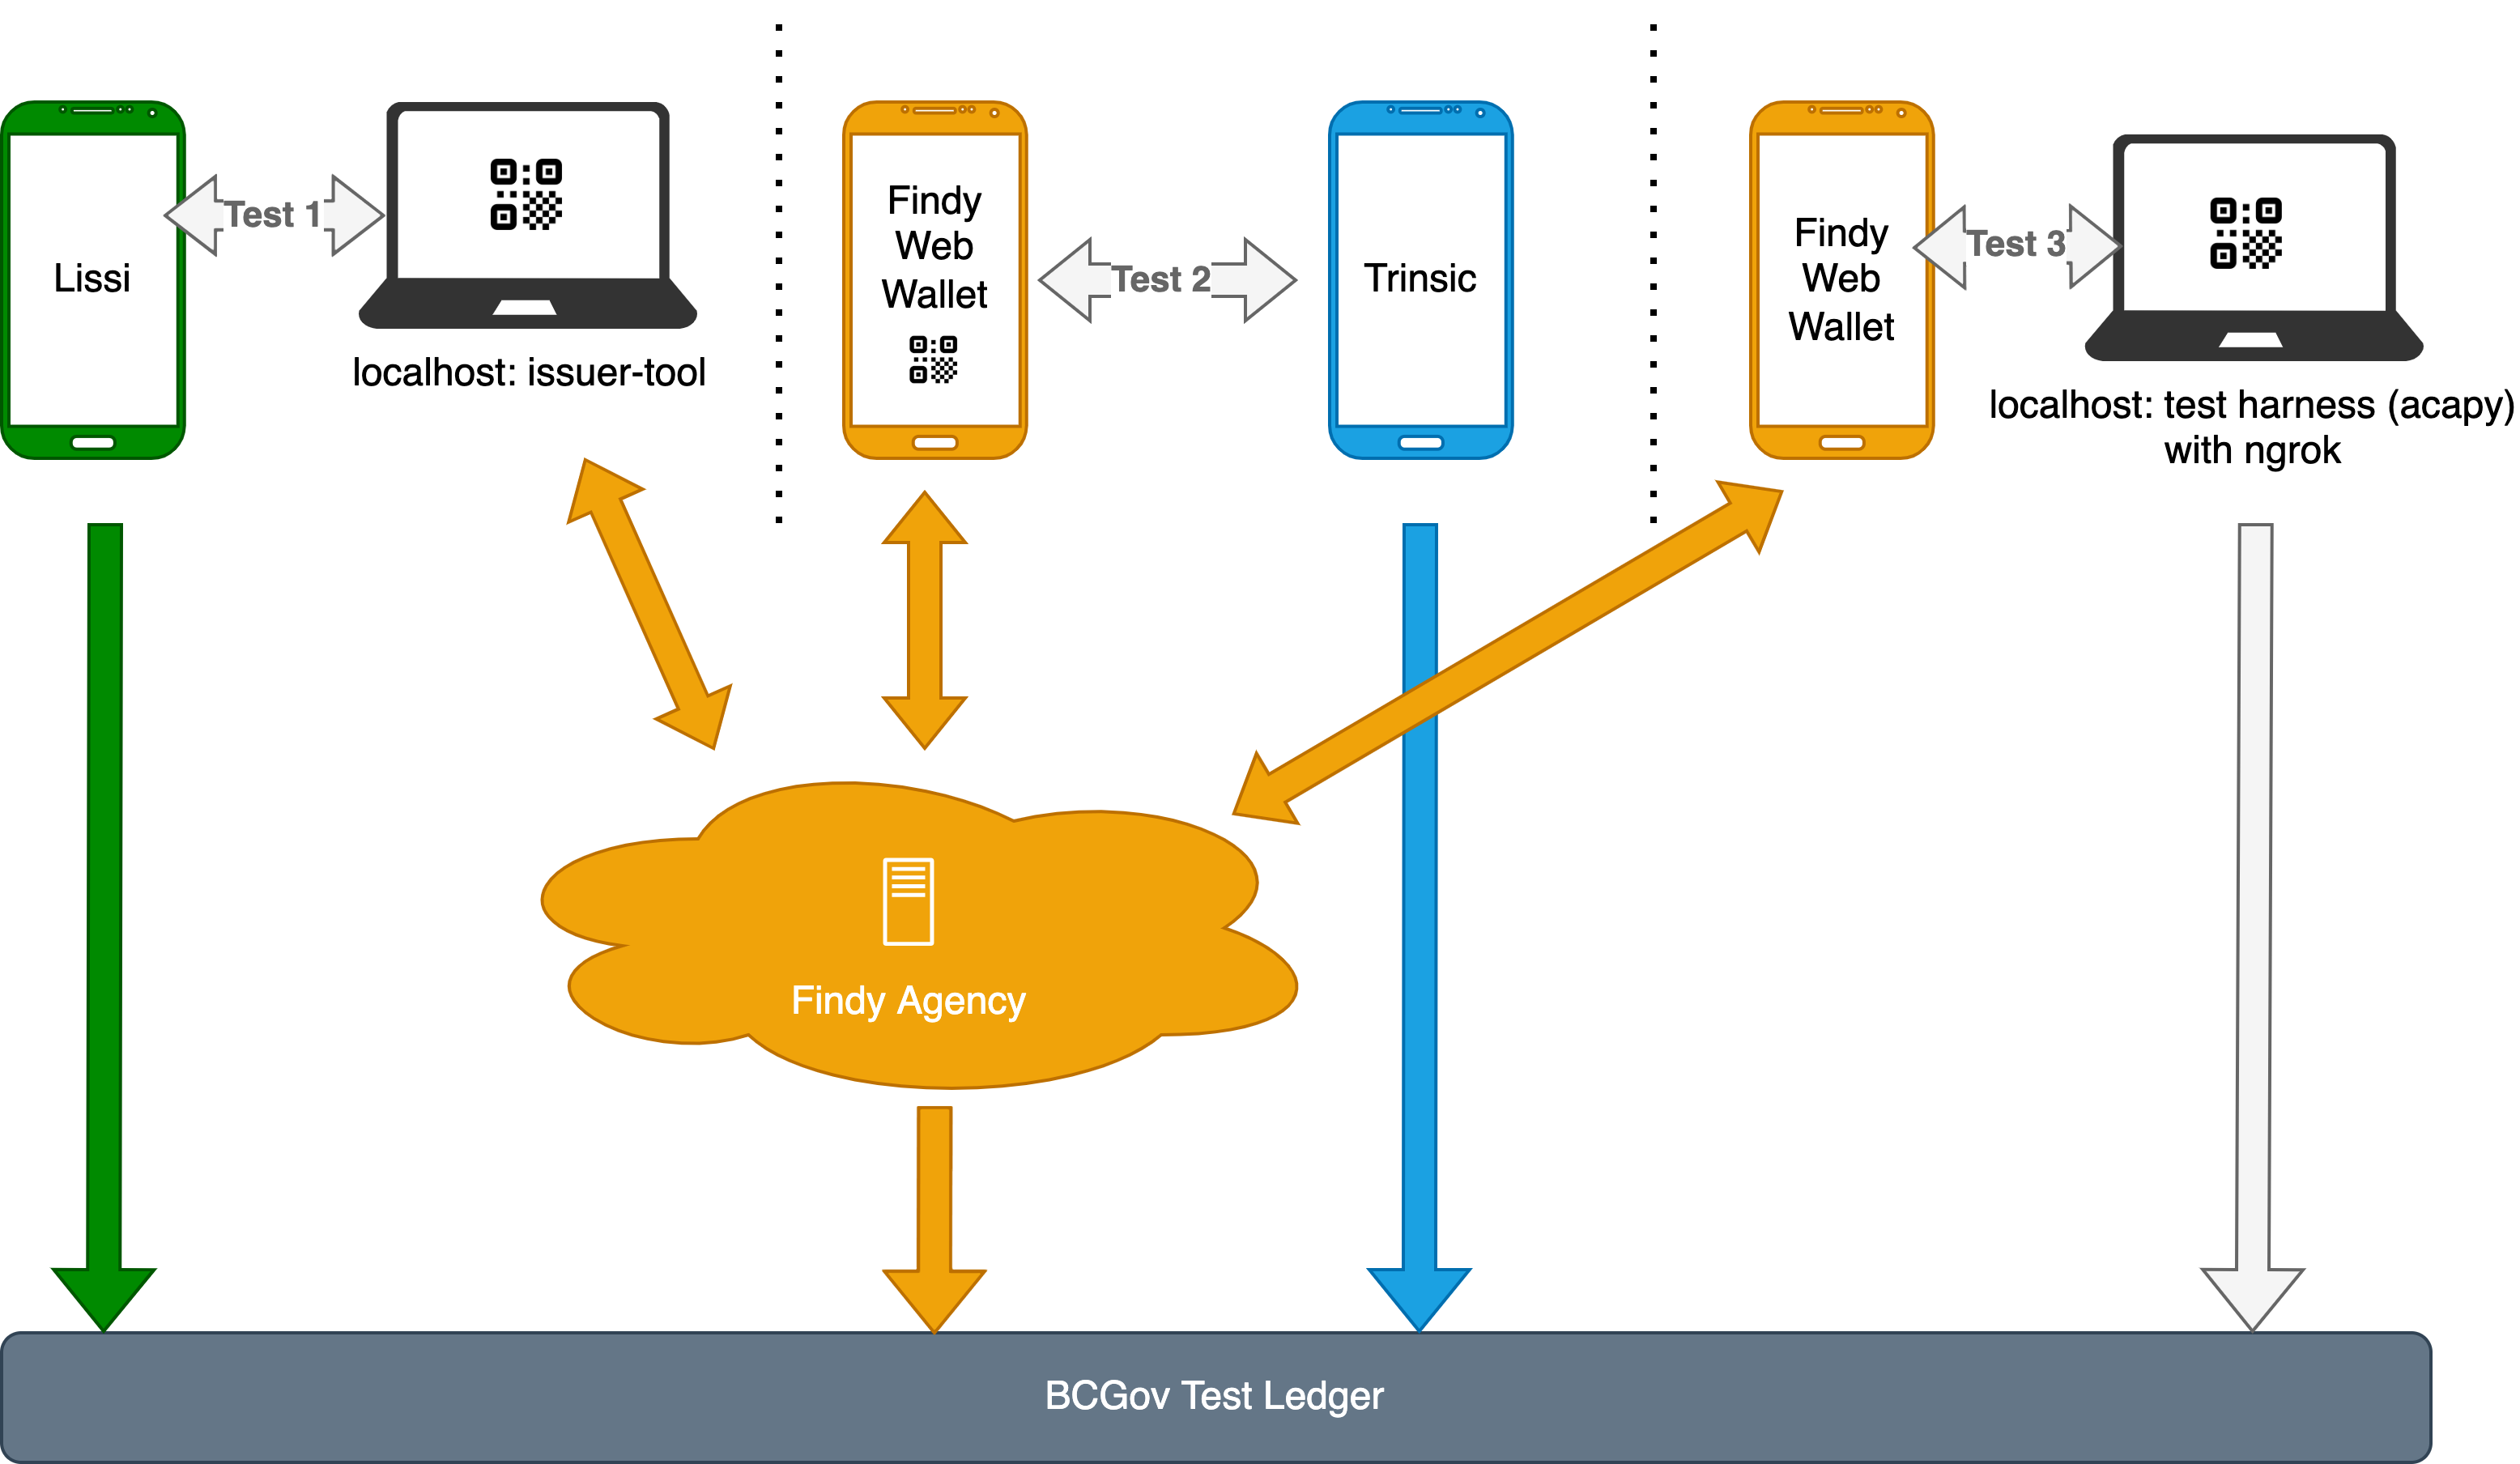 Lissi
Test 1
localhost: issuer-tool
Findy
Web
Wallet
Test 2
Trinsic
Findy
Web
Wallet
Test 3
localhost: test harness (acapy)
with ngrok
Findy Agency
BCGov Test Ledger